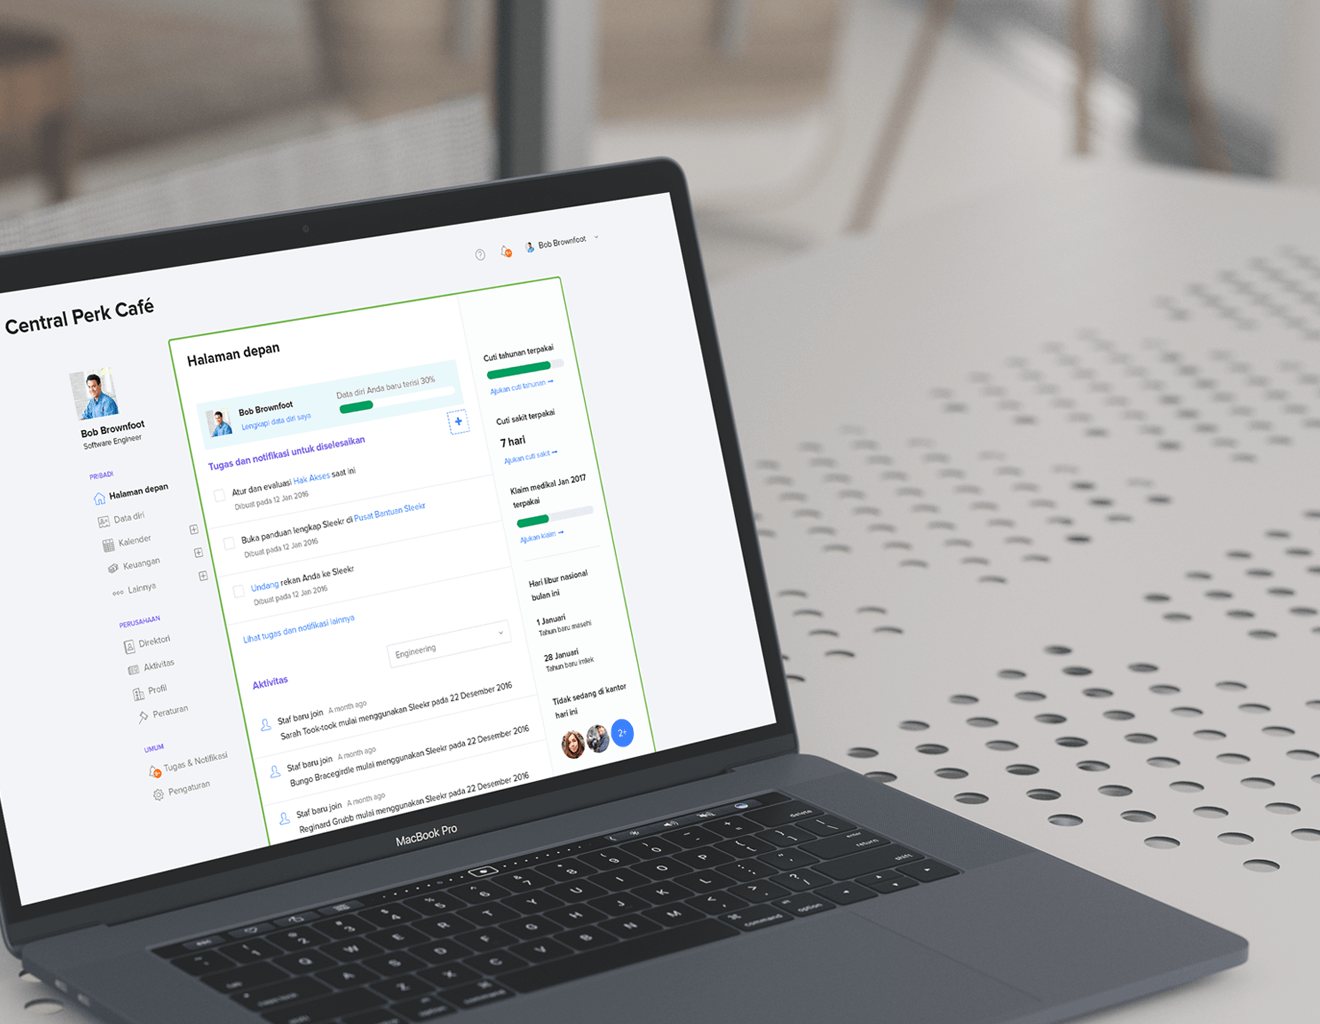 Bob Brownfoot
Central Perk Café
Bob Brownfoot
Software Engineer
PRIBADI
Halaman depan
Data diri
Kalender
Keuangan
Lainnya
PERUSAHAAN
Direktori
Aktivitas
Profil
Peraturan
UMUM
Tugas & Notifikasi
Pengaturan
Halaman depan
Bob Brownfoot
Lengkapi data diri saya
Data diri Anda baru terisi 30%
Tugas dan notifikasi untuk diselesaikan
Atur dan evaluasi Hak Akses saat ini
Dibuat pada 12 Jan 2016
Buka panduan lengkap Sleekr di Pusat Bantuan Sleekr
Dibuat pada 12 Jan 2016
Undang rekan Anda ke Sleekr
Dibuat pada 12 Jan 2016
Lihat tugas dan notifikasi lainnya
Engineering
Aktivitas
Staf baru join A month ago
Sarah Took-took mulai menggunakan Sleekr pada 22 Desember 2016
Staf baru join A month ago
Bungo Bracegirdle mulai menggunakan Sleekr pada 22 Desember 2016
Staf baru join A month ago
Reginard Grubb mulai menggunakan Sleekr pada 22 Desember 2016
Cuti tahunan terpakai
Ajukan cuti tahunan
Cuti sakit terpakai
7 hari
Ajukan cuti sakit
Klaim medikal Jan 2017
terpakai
Ajukan klaim
Hari libur nasional
bulan ini
1 Januari
Tahun baru masehi
28 Januari
Tahun baru imlek
Tidak sedang di kantor
hari ini
2+
MacBook Pro
delete
return
shift
command
option